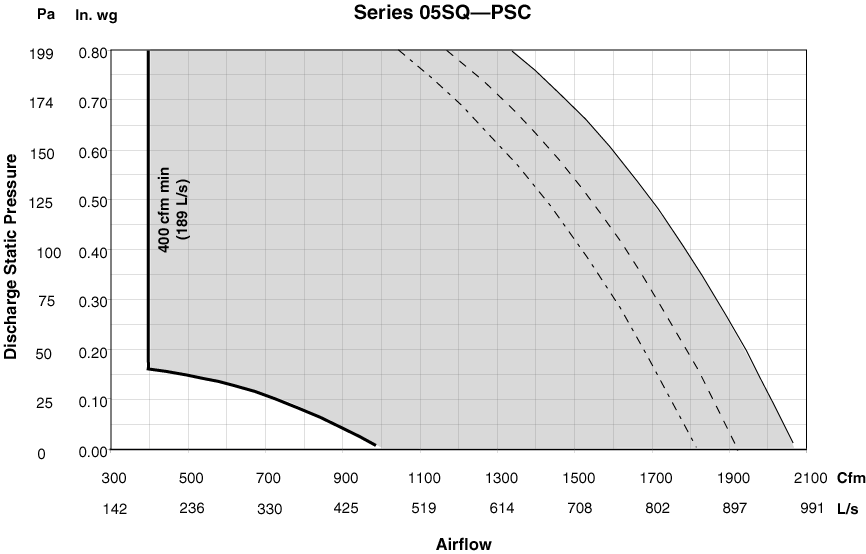 Series 05SQ—PSC
Pa In. wg
199 0.80
174 0.70
150 0.60
125 0.50
100 0.40
75 0.30
50 0.20
25 0.10
0 0.00
Discharge Static Pressure
400 cfm min
(189 L/s)
300 500 700 900 1100 1300 1500 1700 1900 2100 Cfm
142 236 330 425 519 614 708 802 897 991 L/s
Airflow